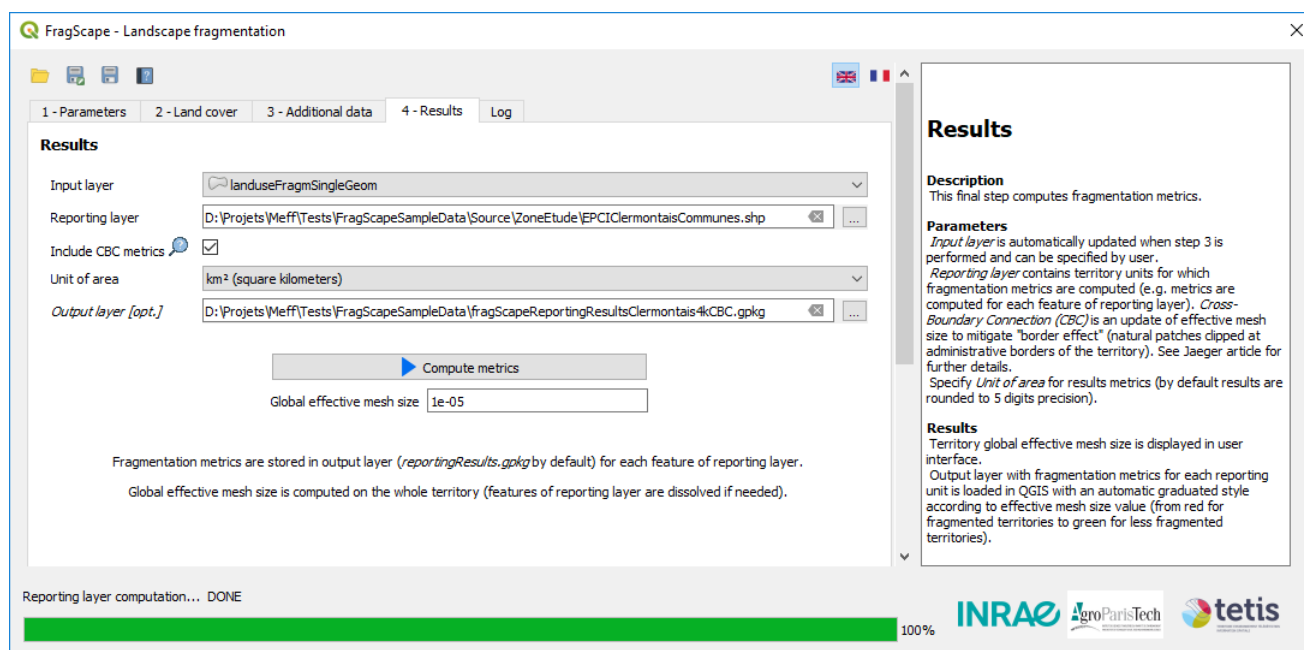 FragScape - Landscape fragmentation
1 - Parameters
2 - Land cover
3 - Additional data
4 - Results
Log
Results
Input layer
landuseFragmSingleGeom
Reporting layer
D:\Projets\Meff\Tests\FragScapeSampleData\Source\ZoneEtude\EPCIClermontaisCommunes.shp
...
Include CBC metrics
Unit of area
km² (square kilometers)
Output layer [opt.]
D:\Projets\Meff\Tests\FragScapeSampleData\fragScapeReportingResultsClermontais4kCBC.gpkg
...
Compute metrics
Global effective mesh size
1e-05
Fragmentation metrics are stored in output layer (reportingResults.gpkg by default) for each feature of reporting layer.
Global effective mesh size is computed on the whole territory (features of reporting layer are dissolved if needed).
Results
Description
This final step computes fragmentation metrics.
Parameters
Input layer is automatically updated when step 3 is
performed and can be specified by user.
Reporting layer contains territory units for which
fragmentation metrics are computed (e.g. metrics are
computed for each feature of reporting layer). Cross-
Boundary Connection (CBC) is an update of effective mesh
size to mitigate "border effect" (natural patches clipped at
administrative borders of the territory). See Jaeger article for
further details.
Specify Unit of area for results metrics (by default results are
rounded to 5 digits precision).
Results
Territory global effective mesh size is displayed in user
interface.
Output layer with fragmentation metrics for each reporting
unit is loaded in QGIS with an automatic graduated style
according to effective mesh size value (from red for
fragmented territories to green for less fragmented
territories).
Reporting layer computation... DONE
100%
INRAE
AgroParisTech
tetis